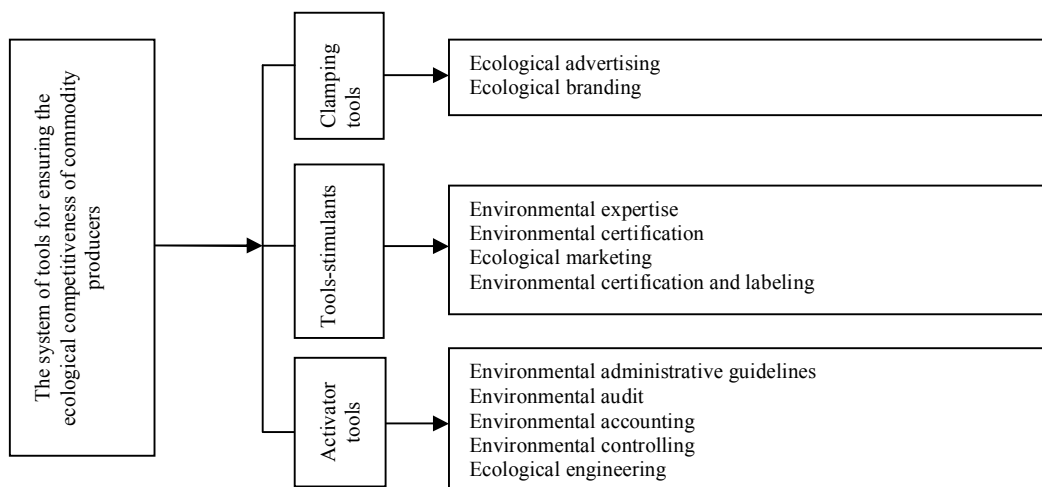 The system of tools for ensuring the
ecological competitiveness of commodity
producers
Clamping
tools
Ecological advertising
Ecological branding
Tools-stimulants
Environmental expertise
Environmental certification
Ecological marketing
Environmental certification and labeling
Activator
tools
Environmental administrative guidelines
Environmental audit
Environmental accounting
Environmental controlling
Ecological engineering